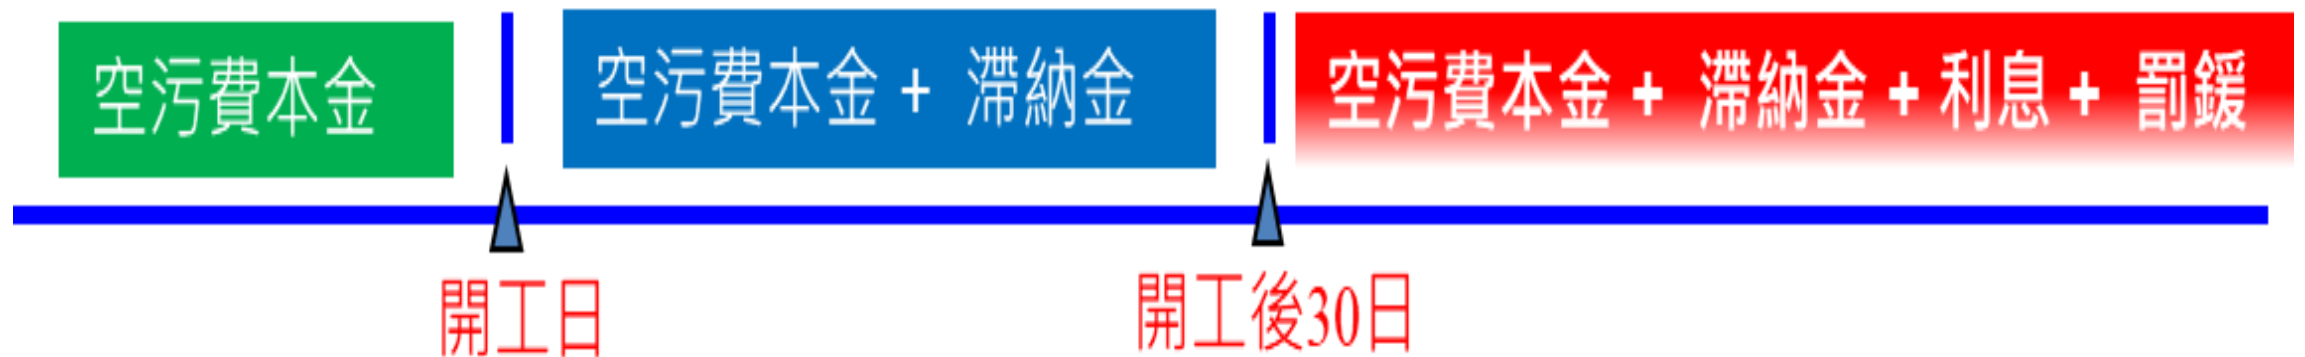 空污費本金
空污費本金 + 滯納金
空污費本金 + 滯納金 + 利息 + 罰鍰
開工日
開工後30日